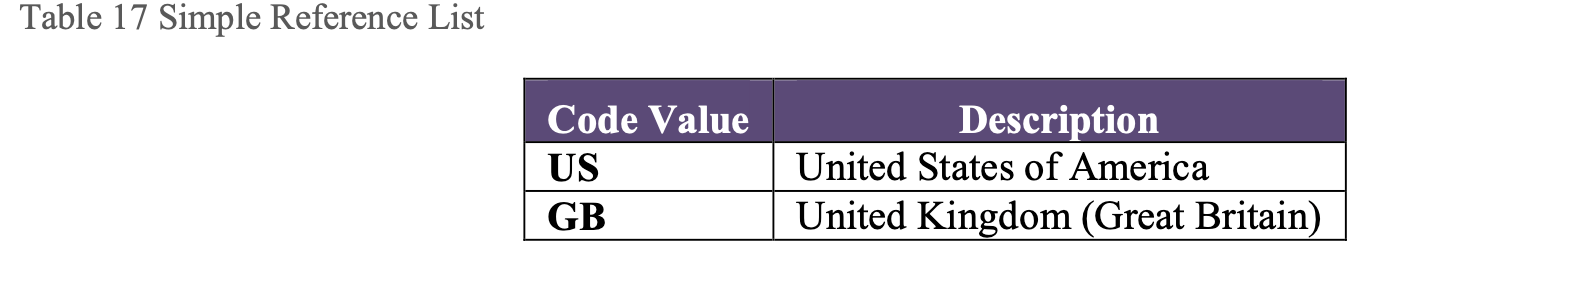 Table 17 Simple Reference List
Code Value Description
US United States of America
GB United Kingdom (Great Britain)